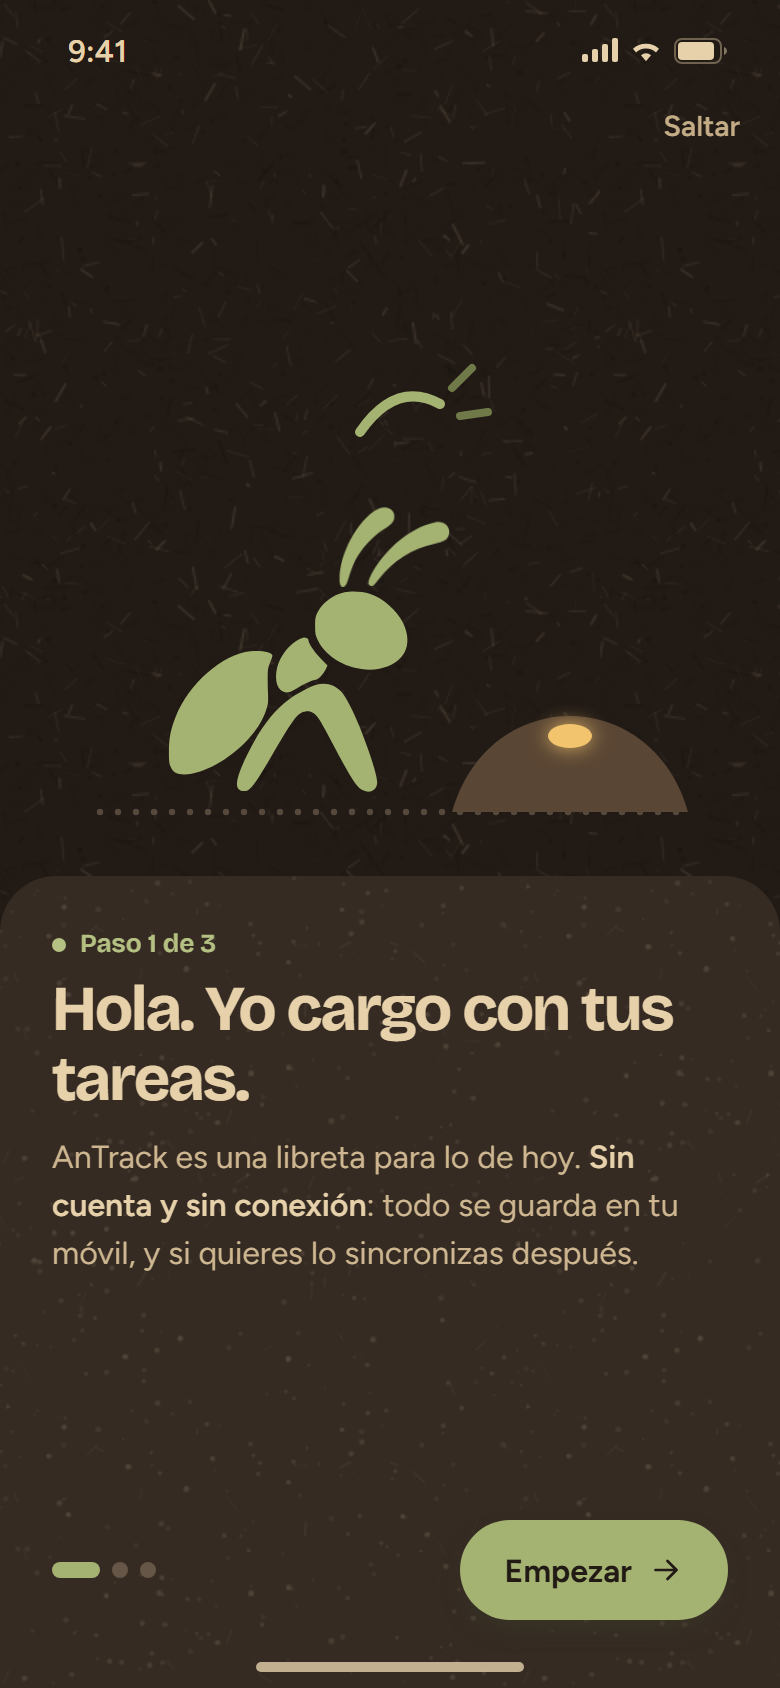 9:41
Saltar
Paso 1 de 3
Hola. Yo cargo con tus
tareas.
AnTrack es una libreta para lo de hoy. Sin
cuenta y sin conexión: todo se guarda en tu
móvil, y si quieres lo sincronizas después.
Empezar →